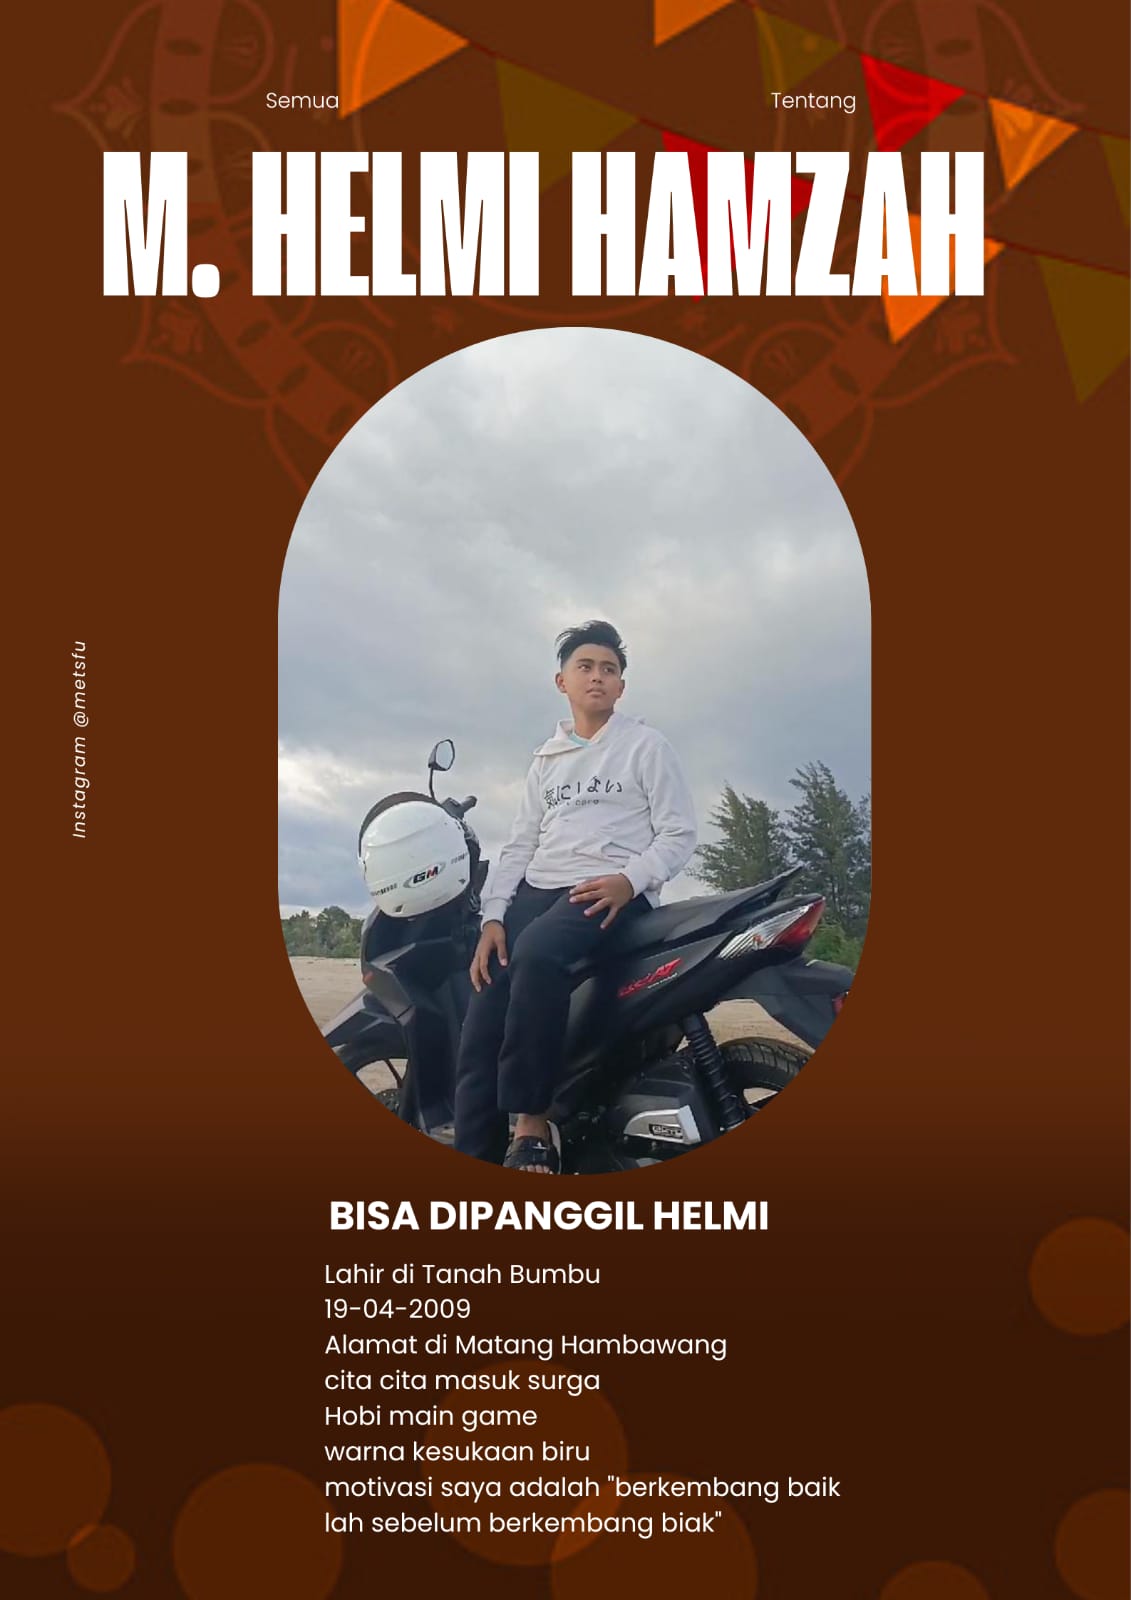 Semua
Tentang
M. HELMI HAMZAH
Instagram @metsfu
GM
BISA DIPANGGIL HELMI
Lahir di Tanah Bumbu
19-04-2009
Alamat di Matang Hambawang
cita cita masuk surga
Hobi main game
warna kesukaan biru
motivasi saya adalah "berkembang baik
lah sebelum berkembang biak"